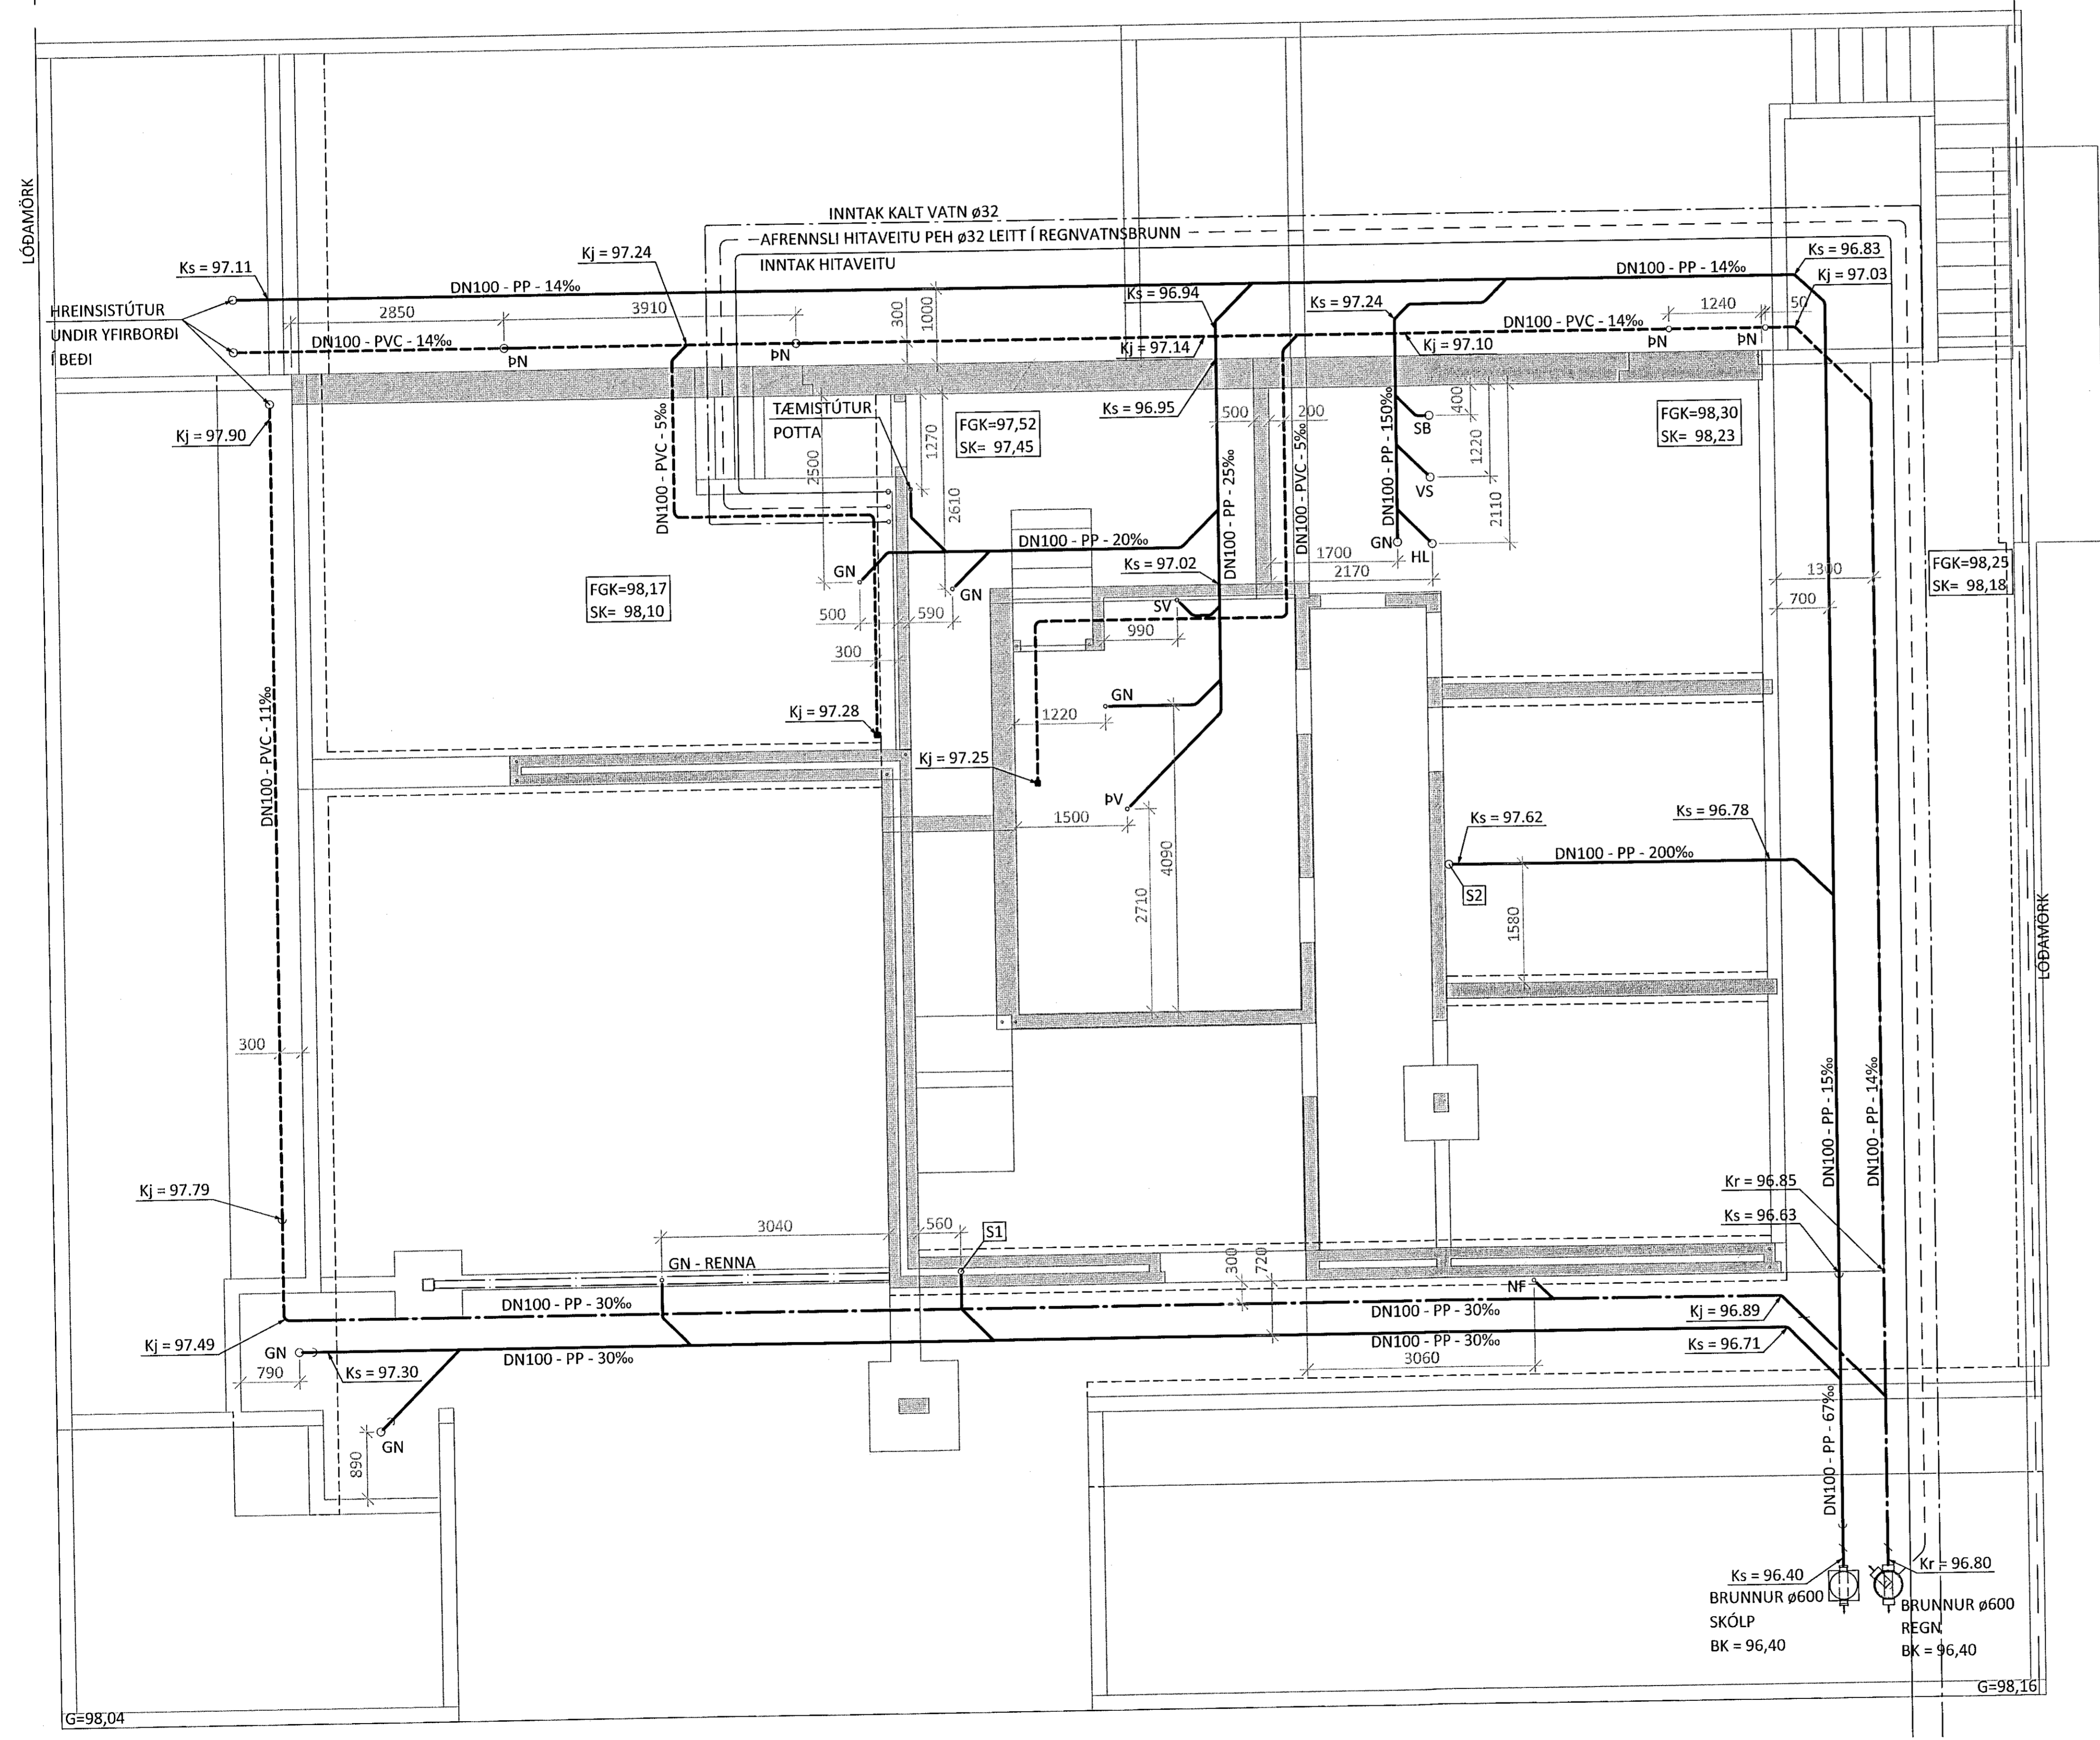 LÓÐAMÖRK
INNTAK KALT VATN ø32
AFRENNSLI HITAVEITU PEH ø32 LEITT Í REGNVATNSBRUNN
INNTAK HITAVEITU
Ks = 97.11
Kj = 97.24
Ks = 96.83
Kj = 97.03
DN100 - PP - 14‰
DN100 - PP - 14‰
Ks = 96.94
Ks = 97.24
HREINSISTÚTUR
UNDIR YFIRBORÐI
Í BEÐI
2850
3910
300
1000
1240
50
DN100 - PVC - 14‰
DN100 - PVC - 14‰
ÞN
ÞN
ÞN
ÞN
Kj = 97.14
Kj = 97.10
Kj = 97.90
TÆMISTÚTUR
POTTA
FGK=97,52
SK= 97,45
Ks = 96.95
500
200
400
SB
FGK=98,30
SK= 98,23
DN100 - PVC - 5‰
2500
1270
2610
DN100 - PP - 25‰
DN100 - PVC - 5‰
DN100 - PP - 150‰
1220
VS
2110
DN100 - PP - 20‰
GN
HL
1700
2170
Ks = 97.02
GN
GN
SV
FGK=98,17
SK= 98,10
500
590
300
990
1300
700
FGK=98,25
SK= 98,18
DN100 - PVC - 11‰
Kj = 97.28
GN
1220
Kj = 97.25
ÞV
1500
4090
2710
Ks = 97.62
Ks = 96.78
DN100 - PP - 200‰
S2
1580
LÓÐAMÖRK
300
DN100 - PP - 15‰
DN100 - PP - 14‰
Kj = 97.79
Kr = 96.85
Ks = 96.63
3040
560
S1
GN - RENNA
300
720
NF
DN100 - PP - 30‰
DN100 - PP - 30‰
Kj = 96.89
Kj = 97.49
GN
DN100 - PP - 30‰
DN100 - PP - 30‰
Ks = 96.71
790
Ks = 97.30
3060
GN
890
DN100 - PP - 67‰
Ks = 96.40
BRUNNUR ø600
SKÓLP
BK = 96,40
Kr = 96.80
BRUNNUR ø600
REGN
BK = 96,40
G=98,04
G=98,16